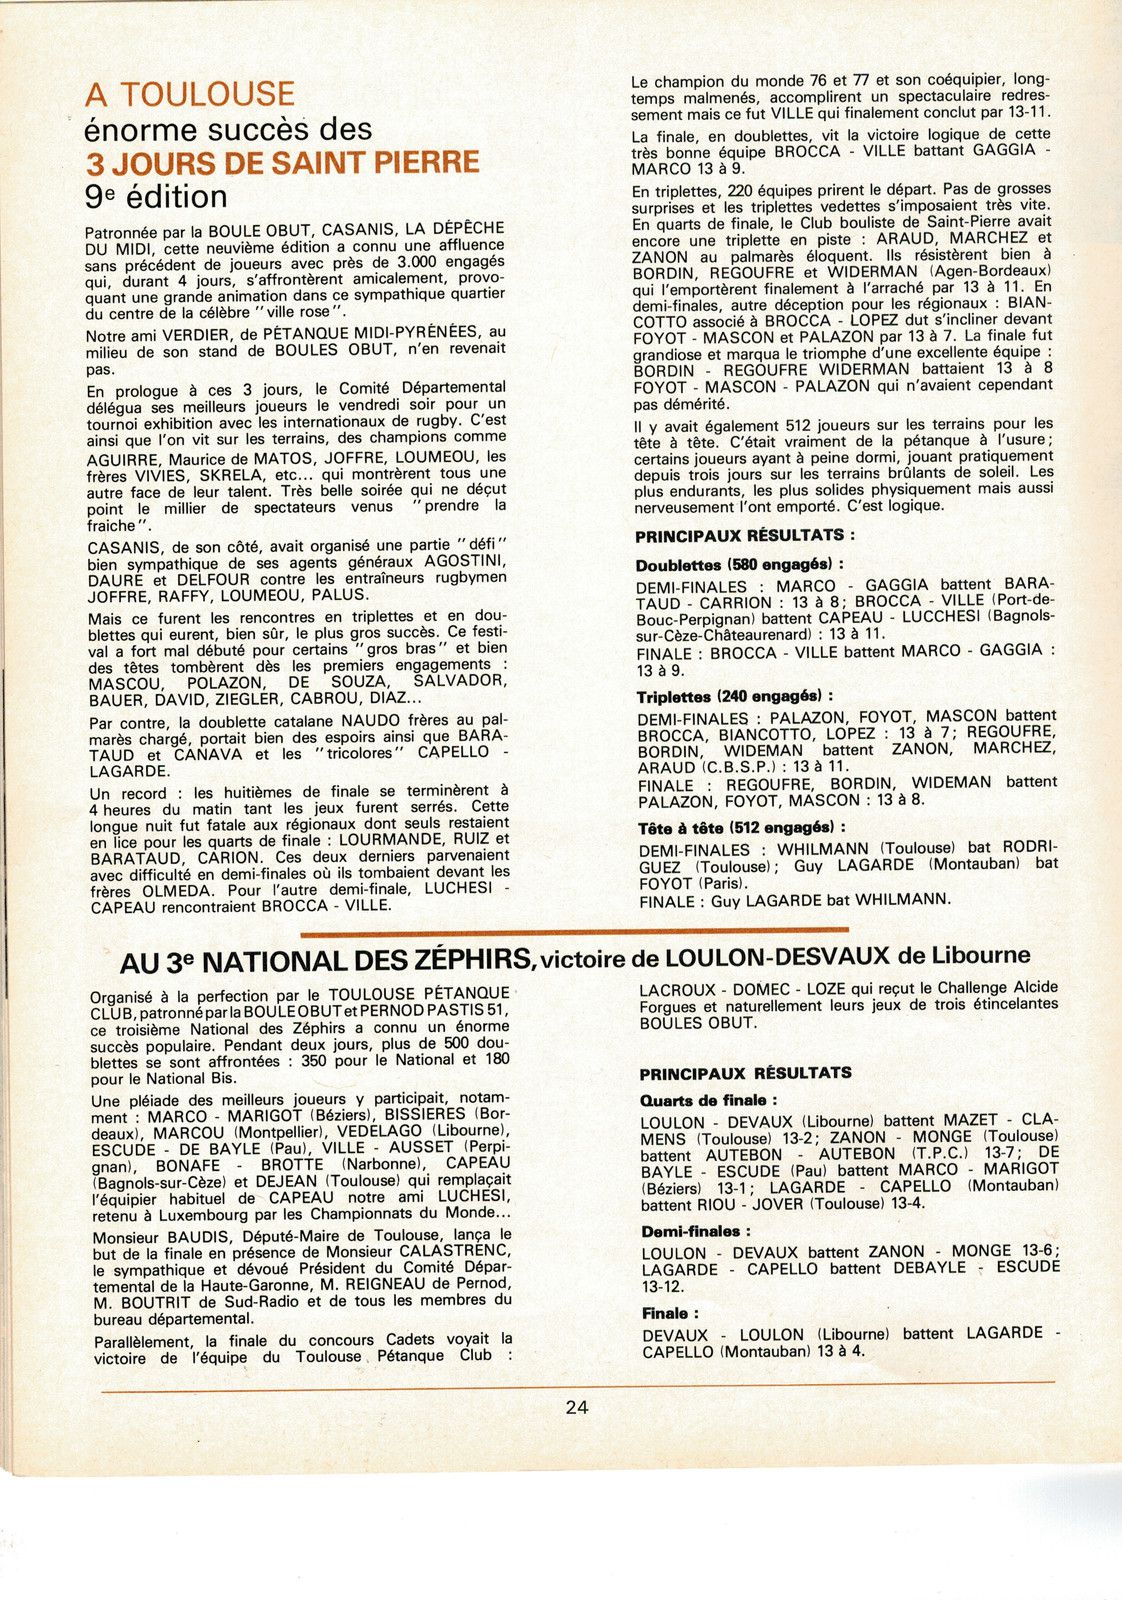 A TOULOUSE
énorme succès des
3 JOURS DE SAINT PIERRE
9e édition
Patronnée par la BOULE OBUT, CASANIS, LA DÉPÊCHE
DU MIDI, cette neuvième édition a connu une affluence
sans précédent de joueurs avec près de 3.000 engagés
qui, durant 4 jours, s'affrontèrent amicalement, provo-
quant une grande animation dans ce sympathique quartier
du centre de la célèbre "ville rose".
Notre ami VERDIER, de PÉTANQUE MIDI-PYRÉNÉES, au
milieu de son stand de BOULES OBUT, n'en revenait
pas.
En prologue à ces 3 jours, le Comité Départemental
délégua ses meilleurs joueurs le vendredi soir pour un
tournoi exhibition avec les internationaux de rugby. C'est
ainsi que l'on vit sur les terrains, des champions comme
AGUIRRE, Maurice de MATOS, JOFFRE, LOUMEOU, les
frères VIVIES, SKRELA, etc... qui montrèrent tous une
autre face de leur talent. Très belle soirée qui ne déçut
point le millier de spectateurs venus "prendre la
fraiche".
CASANIS, de son côté, avait organisé une partie "défi"
bien sympathique de ses agents généraux AGOSTINI,
DAURE et DELFOUR contre les entraîneurs rugbymen
JOFFRE, RAFFY, LOUMEOU, PALUS.
Mais ce furent les rencontres en triplettes et en dou-
blettes qui eurent, bien sûr, le plus gros succès. Ce festi-
val a fort mal débuté pour certains "gros bras" et bien
des têtes tombèrent dès les premiers engagements :
MASCOU, POLAZON, DE SOUZA, SALVADOR,
BAUER, DAVID, ZIEGLER, CABROU, DIAZ...
Par contre, la doublette catalane NAUDO frères au pal-
marès chargé, portait bien des espoirs ainsi que BARA-
TAUD et CANAVA et les "tricolores" CAPELLO -
LAGARDE.
Un record : les huitièmes de finale se terminèrent à
4 heures du matin tant les jeux furent serrés. Cette
longue nuit fut fatale aux régionaux dont seuls restaient
en lice pour les quarts de finale : LOURMANDE, RUIZ et
BARATAUD, CARION. Ces deux derniers parvenaient
avec difficulté en demi-finales où ils tombaient devant les
frères OLMEDA. Pour l'autre demi-finale, LUCHESI -
CAPEAU rencontraient BROCCA - VILLE.
Le champion du monde 76 et 77 et son coéquipier, long-
temps malmenés, accomplirent un spectaculaire redres-
sement mais ce fut VILLE qui finalement conclut par 13-11.
La finale, en doublettes, vit la victoire logique de cette
très bonne équipe BROCCA - VILLE battant GAGGIA -
MARCO 13 à 9.
En triplettes, 220 équipes prirent le départ. Pas de grosses
surprises et les triplettes vedettes s'imposaient très vite.
En quarts de finale, le Club bouliste de Saint-Pierre avait
encore une triplette en piste : ARAUD, MARCHEZ et
ZANON au palmarès éloquent. Ils résistèrent bien à
BORDIN, REGOUFRE et WIDERMAN (Agen-Bordeaux)
qui l'emportèrent finalement à l'arraché par 13 à 11. En
demi-finales, autre déception pour les régionaux : BIAN-
COTTO associé à BROCCA - LOPEZ dut s'incliner devant
FOYOT - MASCON et PALAZON par 13 à 7. La finale fut
grandiose et marqua le triomphe d'une excellente équipe :
BORDIN - REGOUFRE WIDERMAN battaient 13 à 8
FOYOT - MASCON - PALAZON qui n'avaient cependant
pas démérité.
Il y avait également 512 joueurs sur les terrains pour les
tête à tête. C'était vraiment de la pétanque à l'usure;
certains joueurs ayant à peine dormi, jouant pratiquement
depuis trois jours sur les terrains brûlants de soleil. Les
plus endurants, les plus solides physiquement mais aussi
nerveusement l'ont emporté. C'est logique.
PRINCIPAUX RÉSULTATS :
Doublettes (580 engagés) :
DEMI-FINALES : MARCO - GAGGIA battent BARA-
TAUD - CARRION : 13 à 8; BROCCA - VILLE (Port-de-
Bouc-Perpignan) battent CAPEAU - LUCCHESI (Bagnols-
sur-Cèze-Châteaurenard) : 13 à 11.
FINALE : BROCCA - VILLE battent MARCO - GAGGIA :
13 à 9.
Triplettes (240 engagés) :
DEMI-FINALES : PALAZON, FOYOT, MASCON battent
BROCCA, BIANCOTTO, LOPEZ : 13 à 7; REGOUFRE,
BORDIN, WIDEMAN battent ZANON, MARCHEZ,
ARAUD (C.B.S.P.) : 13 à 11.
FINALE : REGOUFRE, BORDIN, WIDEMAN battent
PALAZON, FOYOT, MASCON : 13 à 8.
Tête à tête (512 engagés) :
DEMI-FINALES : WHILMANN (Toulouse) bat RODRI-
GUEZ (Toulouse); Guy LAGARDE (Montauban) bat
FOYOT (Paris).
FINALE : Guy LAGARDE bat WHILMANN.
AU 3e NATIONAL DES ZÉPHIRS, victoire de LOULON-DESVAUX de Libourne
Organisé à la perfection par le TOULOUSE PÉTANQUE
CLUB, patronné par la BOULE OBUT et PERNOD PASTIS 51,
ce troisième National des Zéphirs a connu un énorme
succès populaire. Pendant deux jours, plus de 500 dou-
blettes se sont affrontées : 350 pour le National et 180
pour le National Bis.
Une pléiade des meilleurs joueurs y participait, notam-
ment : MARCO - MARIGOT (Béziers), BISSIERES (Bor-
deaux), MARCOU (Montpellier), VEDELAGO (Libourne),
ESCUDE - DE BAYLE (Pau), VILLE - AUSSET (Perpi-
gnan), BONAFE - BROTTE (Narbonne), CAPEAU
(Bagnols-sur-Cèze) et DEJEAN (Toulouse) qui remplaçait
l'équipier habituel de CAPEAU notre ami LUCHESI,
retenu à Luxembourg par les Championnats du Monde...
Monsieur BAUDIS, Député-Maire de Toulouse, lança le
but de la finale en présence de Monsieur CALASTRENC,
le sympathique et dévoué Président du Comité Dépar-
temental de la Haute-Garonne, M. REIGNEAU de Pernod,
M. BOUTRIT de Sud-Radio et de tous les membres du
bureau départemental.
Parallèlement, la finale du concours Cadets voyait la
victoire de l'équipe du Toulouse Pétanque Club :
LACROUX - DOMEC - LOZE qui reçut le Challenge Alcide
Forgues et naturellement leurs jeux de trois étincelantes
BOULES OBUT.
PRINCIPAUX RÉSULTATS
Quarts de finale :
LOULON - DEVAUX (Libourne) battent MAZET - CLA-
MENS (Toulouse) 13-2; ZANON - MONGE (Toulouse)
battent AUTEBON - AUTEBON (T.P.C.) 13-7; DE
BAYLE - ESCUDE (Pau) battent MARCO - MARIGOT
(Béziers) 13-1; LAGARDE - CAPELLO (Montauban)
battent RIOU - JOVER (Toulouse) 13-4.
Demi-finales :
LOULON - DEVAUX battent ZANON - MONGE 13-6;
LAGARDE - CAPELLO battent DEBAYLE - ESCUDE
13-12.
Finale :
DEVAUX - LOULON (Libourne) battent LAGARDE -
CAPELLO (Montauban) 13 à 4.
24